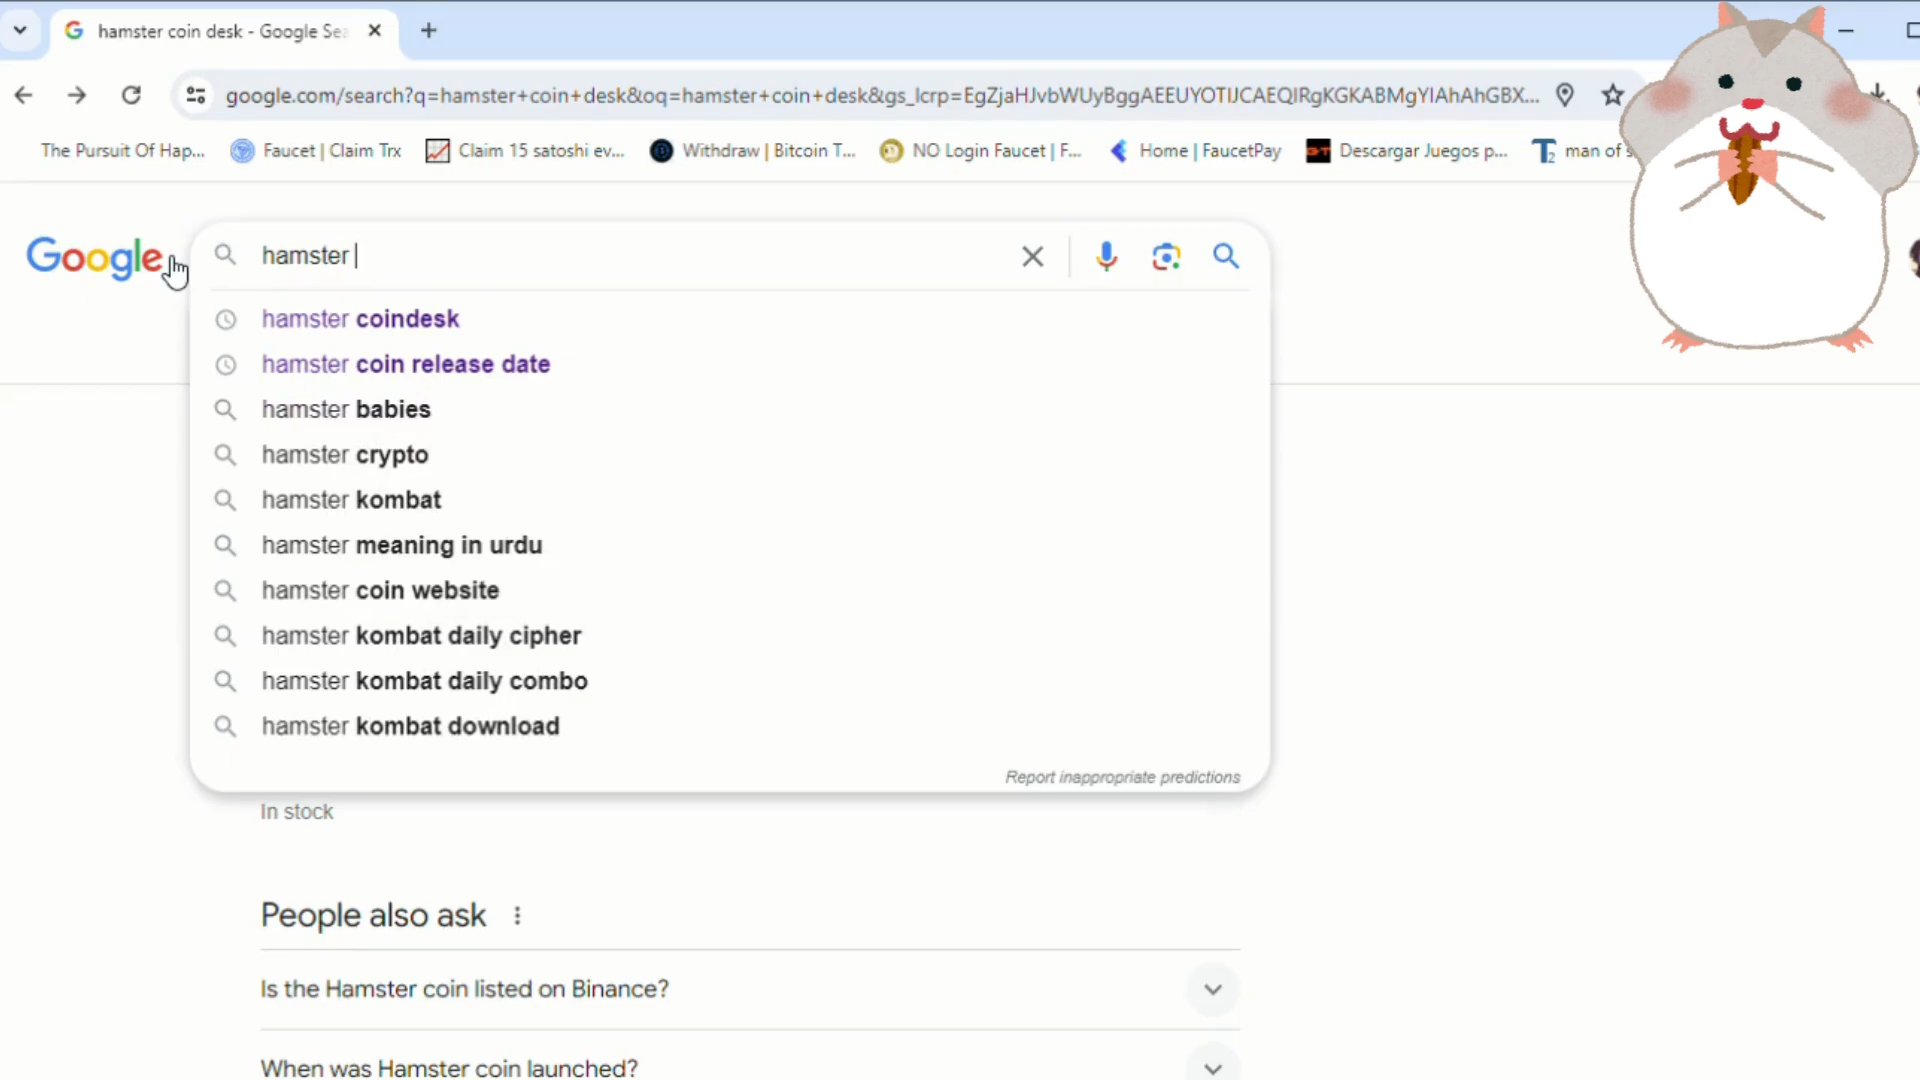 hamster coin desk - Google Sea
google.com/search?q=hamster+coin+desk&oq=hamster+coin+desk&gs_lcrp=EgZjaHJvbWUyBggAEEUYOTIJCAEQIRgKGKABMgYIAhAhGBX...
The Pursuit Of Hap... Faucet | Claim Trx Claim 15 satoshi ev... Withdraw | Bitcoin T... NO Login Faucet | F... Home | FaucetPay Descargar Juegos p... man of s
Google
hamster
hamster coindesk
hamster coin release date
hamster babies
hamster crypto
hamster kombat
hamster meaning in urdu
hamster coin website
hamster kombat daily cipher
hamster kombat daily combo
hamster kombat download
Report inappropriate predictions
In stock
People also ask
Is the Hamster coin listed on Binance?
When was Hamster coin launched?